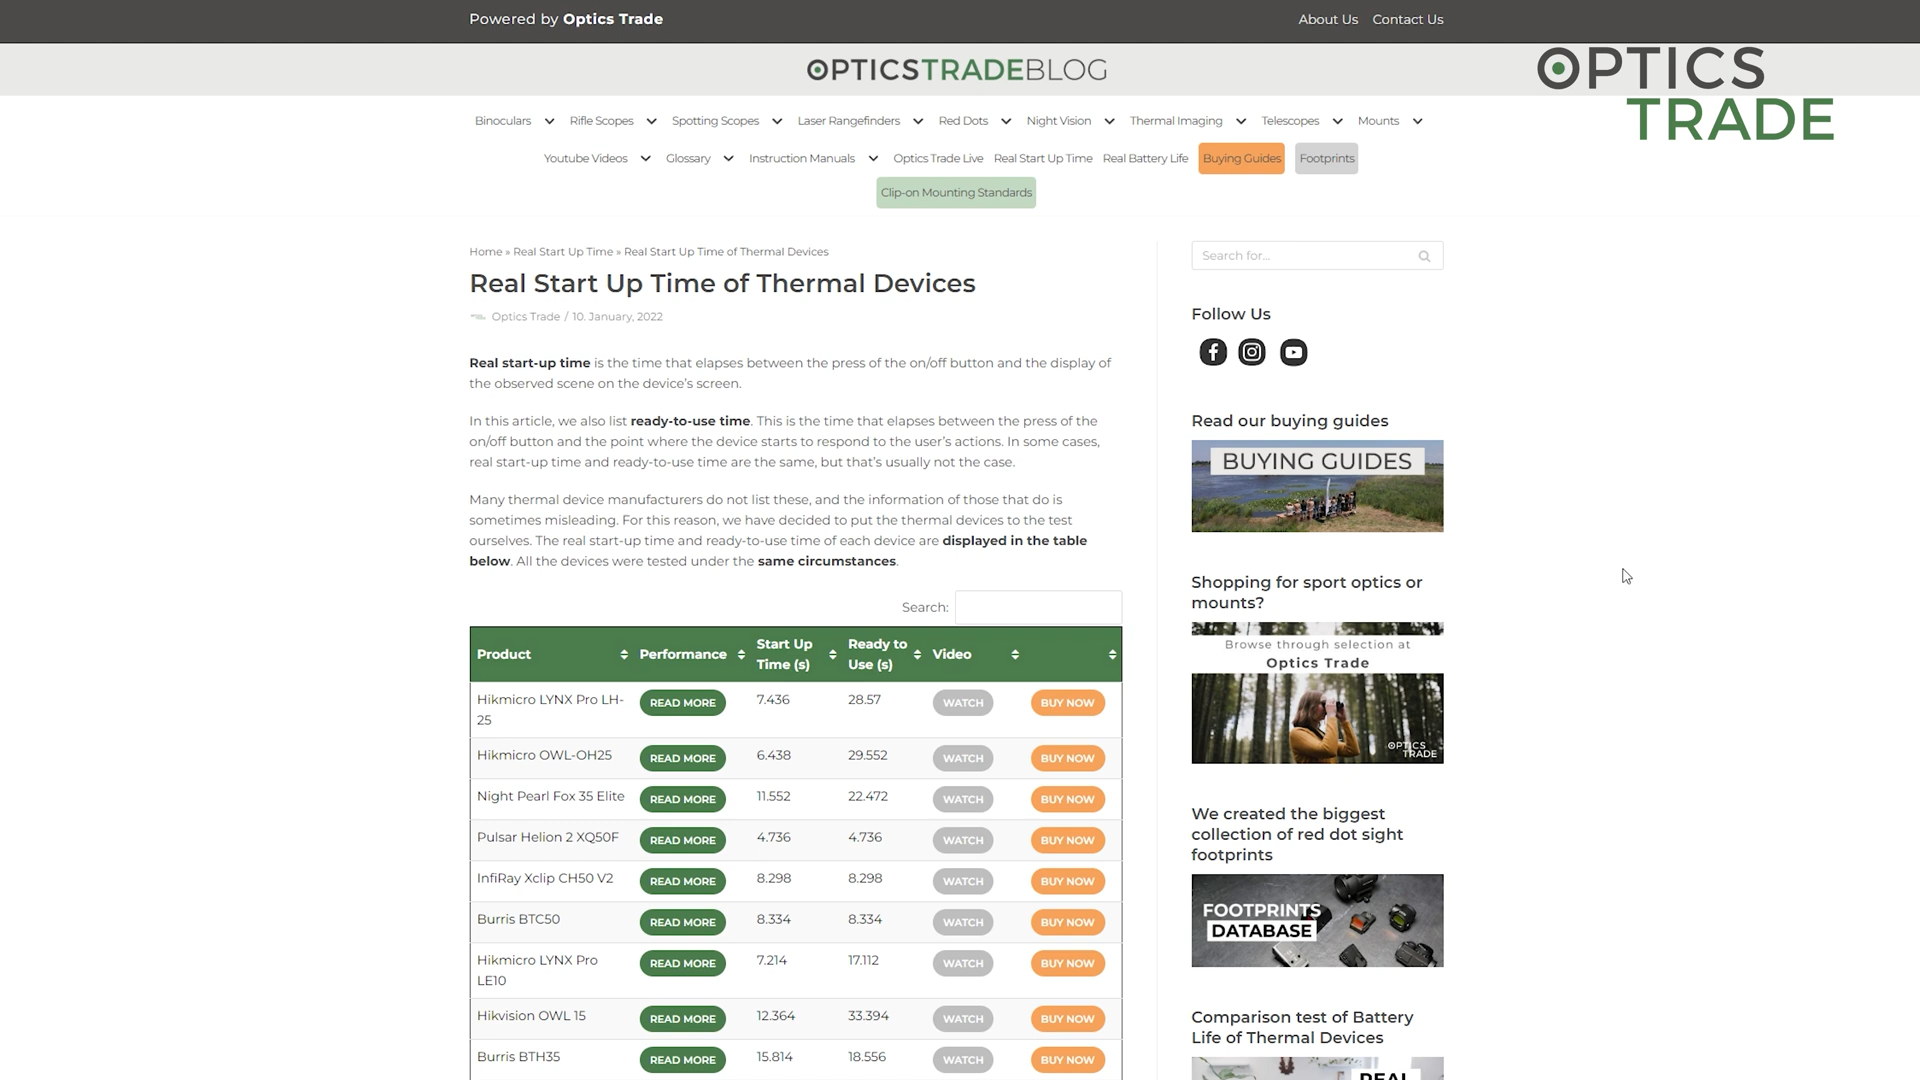 Powered by Optics Trade
About Us Contact Us
OPTICSTRADEBLOG
OPTICS
TRADE
Binoculars Rifle Scopes Spotting Scopes Laser Rangefinders Red Dots Night Vision Thermal Imaging Telescopes Mounts
Youtube Videos Glossary Instruction Manuals Optics Trade Live Real Start Up Time Real Battery Life Buying Guides Footprints
Clip-on Mounting Standards
Home » Real Start Up Time » Real Start Up Time of Thermal Devices
Real Start Up Time of Thermal Devices
Optics Trade / 10. January, 2022
Real start-up time is the time that elapses between the press of the on/off button and the display of
the observed scene on the device's screen.
In this article, we also list ready-to-use time. This is the time that elapses between the press of the
on/off button and the point where the device starts to respond to the user's actions. In some cases,
real start-up time and ready-to-use time are the same, but that's usually not the case.
Many thermal device manufacturers do not list these, and the information of those that do is
sometimes misleading. For this reason, we have decided to put the thermal devices to the test
ourselves. The real start-up time and ready-to-use time of each device are displayed in the table
below. All the devices were tested under the same circumstances.
Search:
Product Performance Start Up Time (s) Ready to Use (s) Video
Hikmicro LYNX Pro LH-25 READ MORE 7.436 28.57 WATCH BUY NOW
Hikmicro OWL-OH25 READ MORE 6.438 29.552 WATCH BUY NOW
Night Pearl Fox 35 Elite READ MORE 11.552 22.472 WATCH BUY NOW
Pulsar Helion 2 XQ50F READ MORE 4.736 4.736 WATCH BUY NOW
InfiRay Xclip CH50 V2 READ MORE 8.298 8.298 WATCH BUY NOW
Burris BTC50 READ MORE 8.334 8.334 WATCH BUY NOW
Hikmicro LYNX Pro LE10 READ MORE 7.214 17.112 WATCH BUY NOW
Hikvision OWL 15 READ MORE 12.364 33.394 WATCH BUY NOW
Burris BTH35 READ MORE 15.814 18.556 WATCH BUY NOW
Search for...
Follow Us
Read our buying guides
BUYING GUIDES
Shopping for sport optics or
mounts?
Browse through selection at
Optics Trade
OPTICS
TRADE
We created the biggest
collection of red dot sight
footprints
FOOTPRINTS
DATABASE
Comparison test of Battery
Life of Thermal Devices
REAL